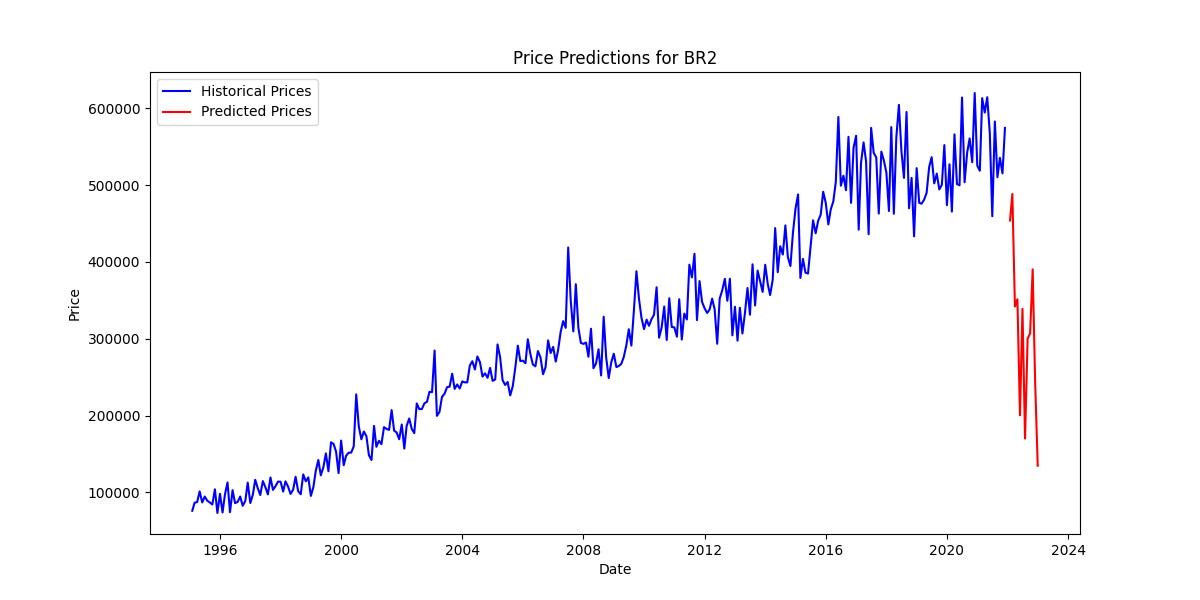 Price Predictions for BR2
Historical Prices
Predicted Prices
600000
500000
400000
300000
200000
100000
Price
1996 2000 2004 2008 2012 2016 2020 2024
Date